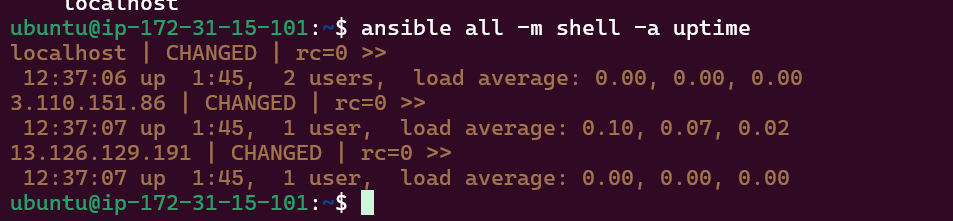 localhost
ubuntu@ip-172-31-15-101:~$ ansible all -m shell -a uptime
localhost | CHANGED | rc=0 >>
 12:37:06 up  1:45,  2 users,  load average: 0.00, 0.00, 0.00
3.110.151.86 | CHANGED | rc=0 >>
 12:37:07 up  1:45,  1 user,  load average: 0.10, 0.07, 0.02
13.126.129.191 | CHANGED | rc=0 >>
 12:37:07 up  1:45,  1 user,  load average: 0.00, 0.00, 0.00
ubuntu@ip-172-31-15-101:~$